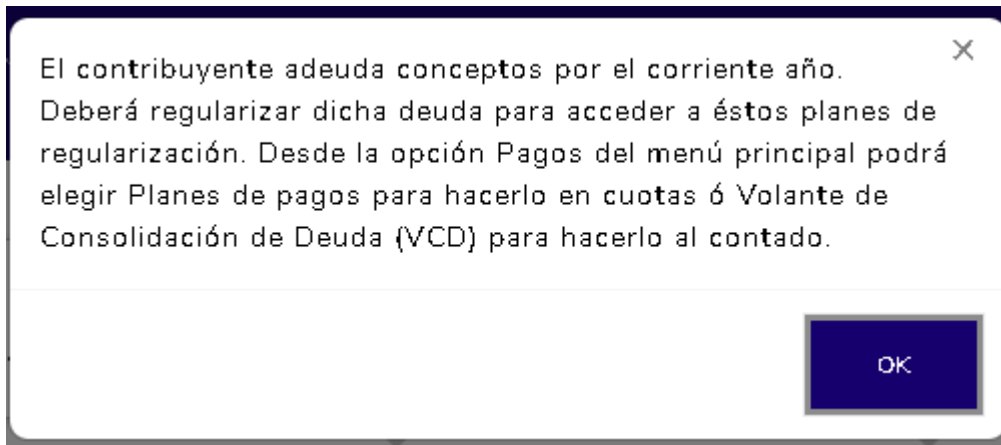 El contribuyente adeuda conceptos por el corriente año.
Deberá regularizar dicha deuda para acceder a éstos planes de
regularización. Desde la opción Pagos del menú principal podrá
elegir Planes de pagos para hacerlo en cuotas ó Volante de
Consolidación de Deuda (VCD) para hacerlo al contado.
OK